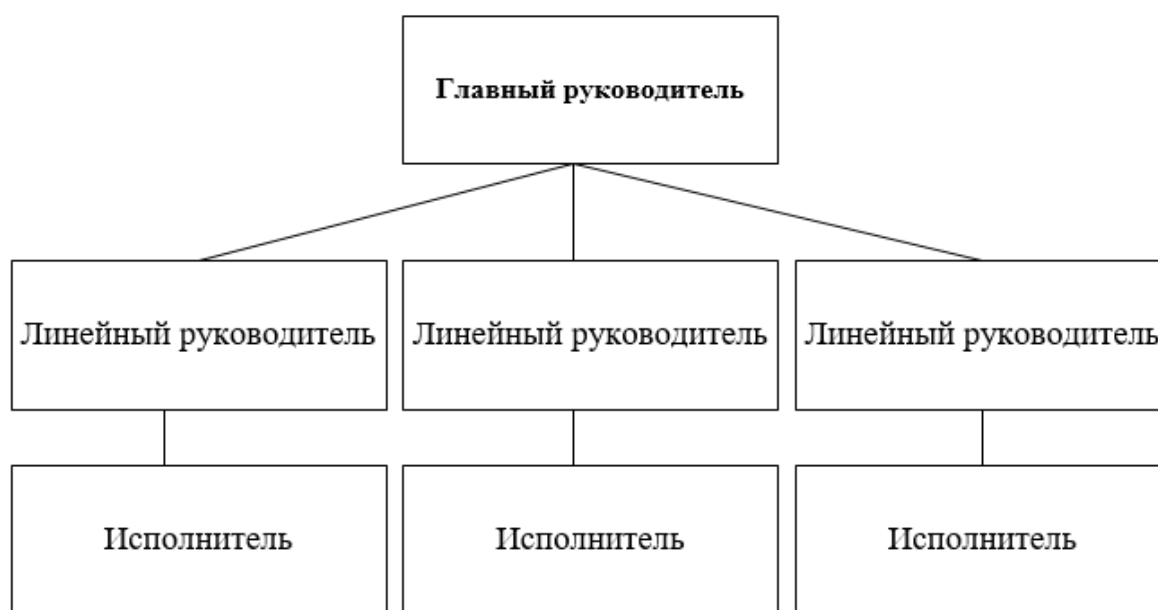 Главный руководитель
Линейный руководитель
Линейный руководитель
Линейный руководитель
Исполнитель
Исполнитель
Исполнитель